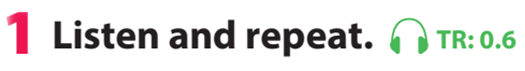 1 Listen and repeat. TR: 0.6